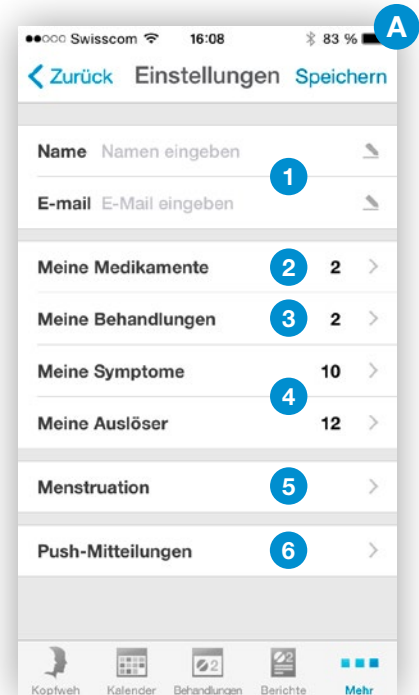 A
Swisscom 16:08 83 %
Zurück Einstellungen Speichern
Name Namen eingeben
1
E-mail E-Mail eingeben
Meine Medikamente 2 2
Meine Behandlungen 3 2
Meine Symptome 10
4
Meine Auslöser 12
Menstruation 5
Push-Mitteilungen 6
Kopfweh Kalender Behandlungen Berichte Mehr